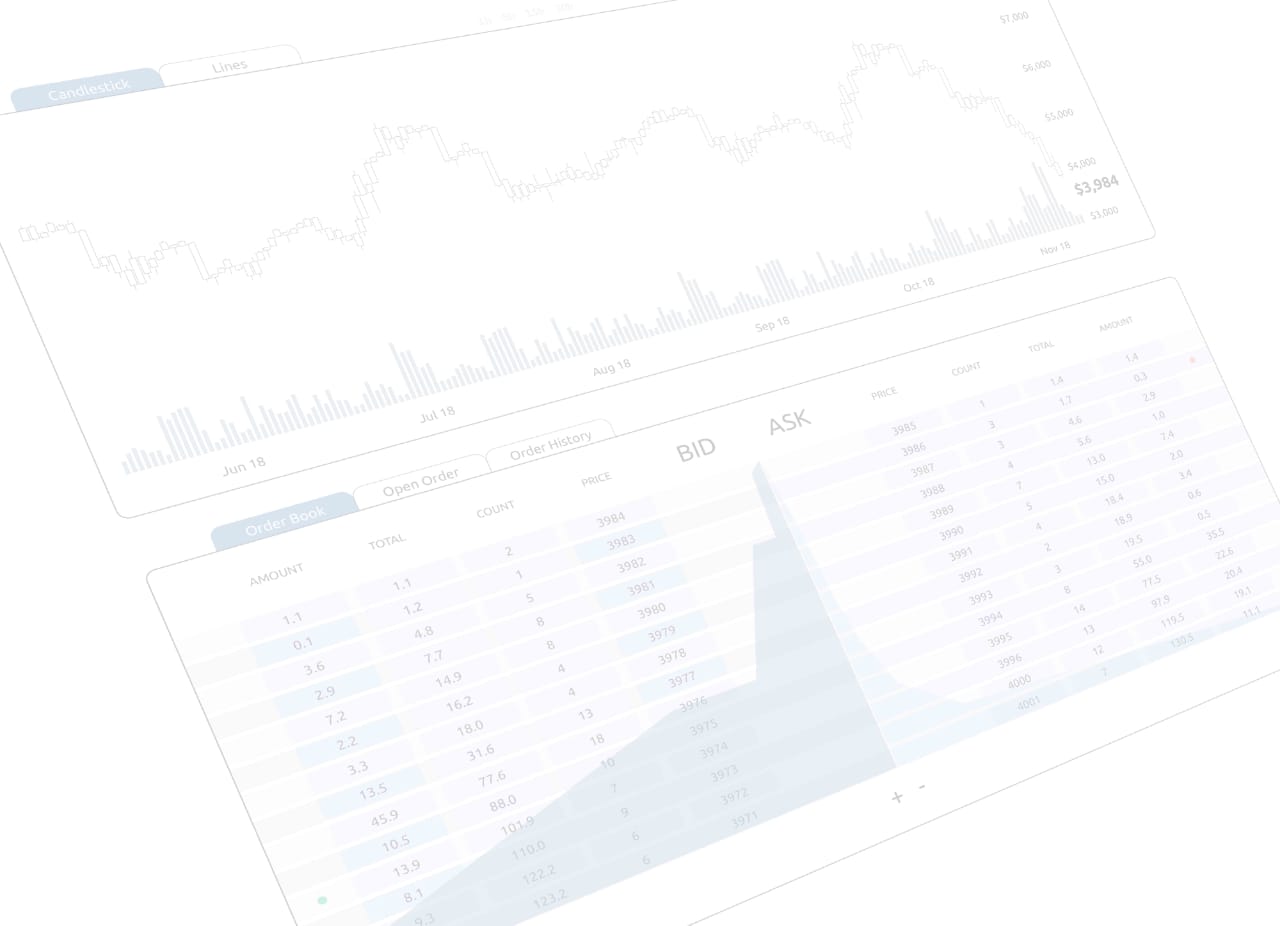 Candlestick Lines
$7,000
$6,000
$5,000
$4,000
$3,984
$3,000
Jun 18 Jul 18 Aug 18 Sep 18 Oct 18 Nov 18
Order Book Open Order Order History
BID ASK
AMOUNT TOTAL COUNT PRICE
1.1 1.1 2 3984
0.1 1.2 1 3983
3.6 4.8 5 3982
2.9 7.7 8 3981
7.2 14.9 8 3980
2.2 16.2 4 3979
3.3 18.0 4 3978
13.5 31.6 13 3977
45.9 77.6 18 3976
10.5 88.0 10 3975
13.9 101.9 7 3974
8.1 110.0 9 3973
9.3 122.2 6 3972
123.2 6 3971
PRICE COUNT TOTAL AMOUNT
3985 1 1.4 1.4
3986 3 1.7 0.3
3987 3 4.6 2.9
3988 4 5.6 1.0
3989 7 13.0 7.4
3990 5 15.0 2.0
3991 4 18.4 3.4
3992 2 18.9 0.6
3993 3 19.5 0.5
3994 8 55.0 35.5
3995 14 77.5 22.6
3996 13 97.9 20.4
4000 12 119.5 19.1
4001 7 130.5 11.1
+ -